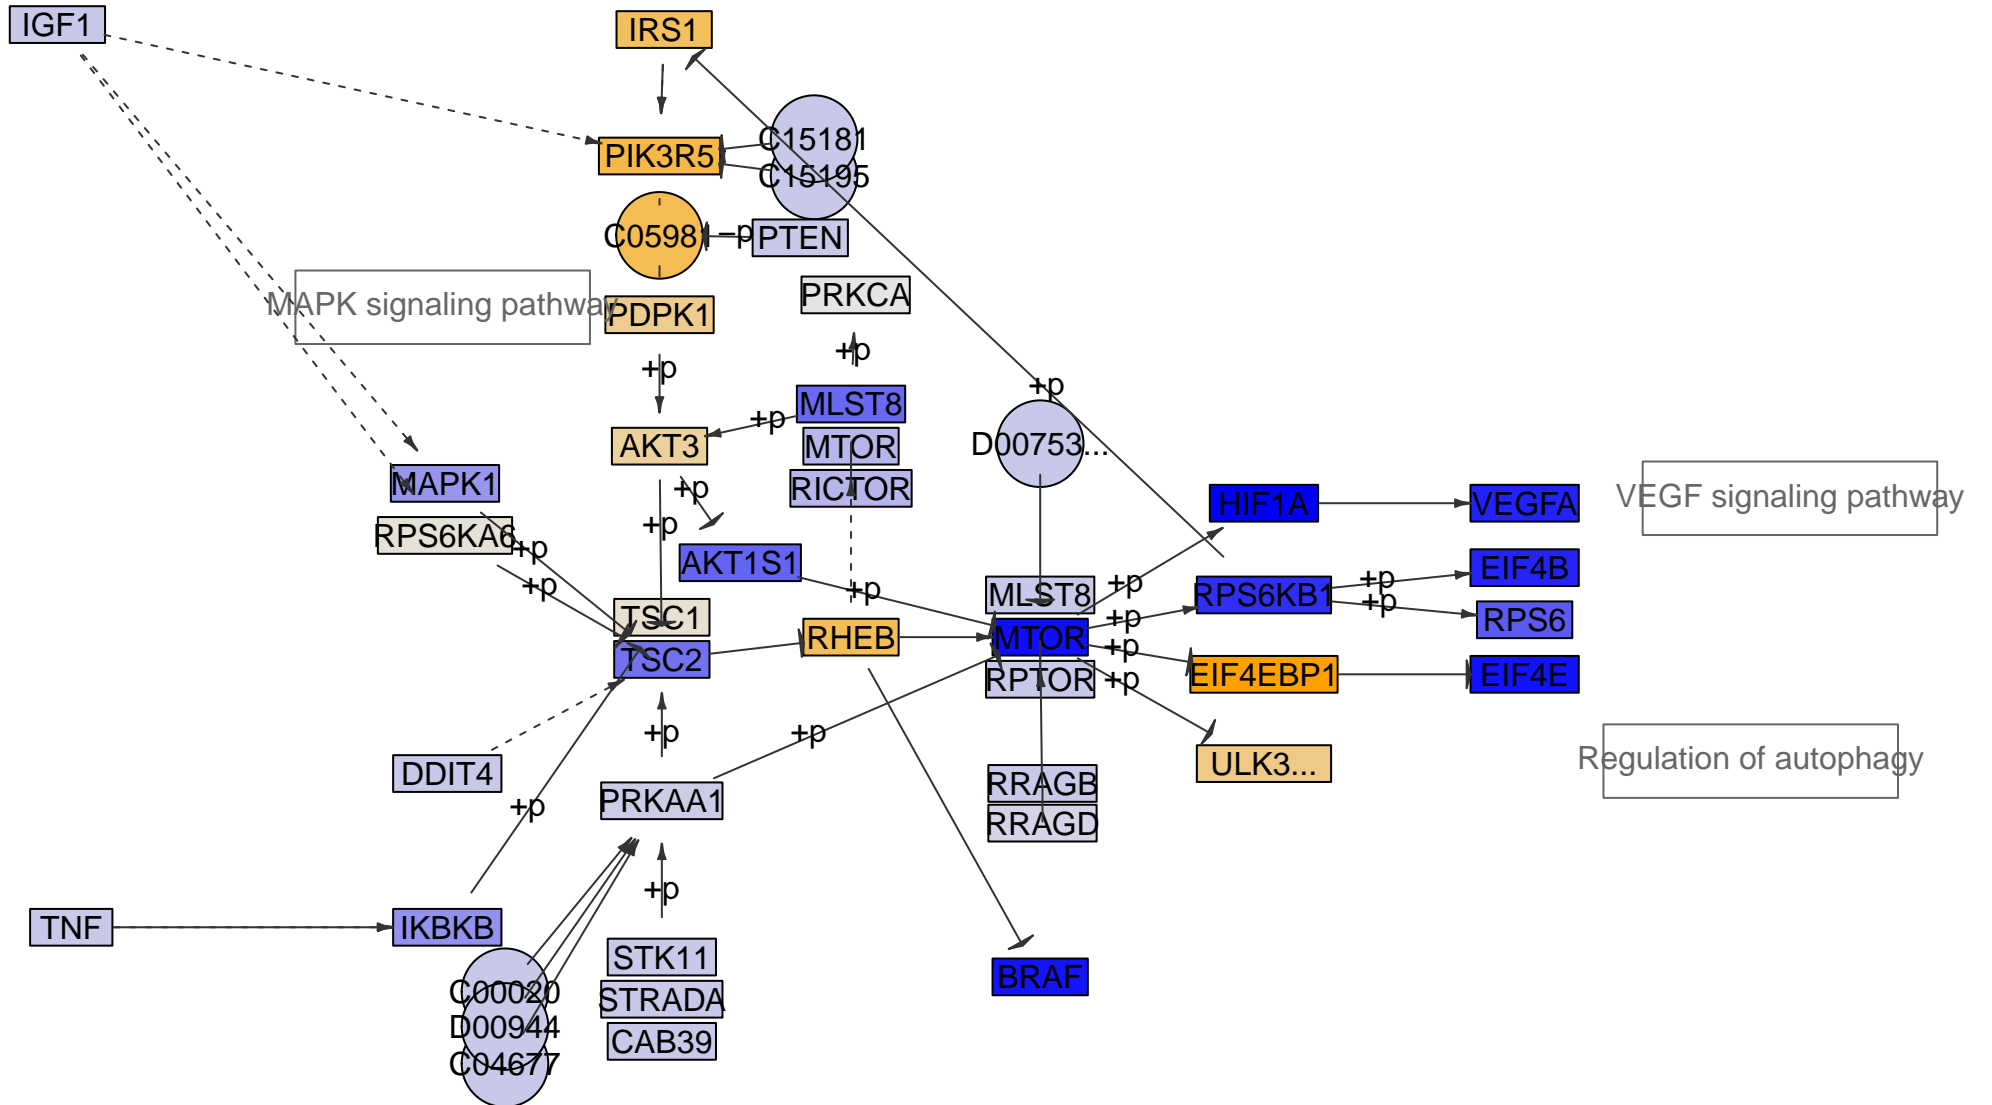 IGF1
IRS1
PIK3R5
C15181
C15195
C05981
−p
PTEN
MAPK signaling pathway
PDPK1
PRKCA
+p
+p
+p
MLST8
+p
AKT3
MTOR
D00753...
MAPK1
RICTOR
+p
HIF1A
VEGFA
VEGF signaling pathway
RPS6KA6
+p
+p
AKT1S1
EIF4B
+p
+p
+p
+p
MLST8
RPS6KB1
+p
TSC1
+p
RPS6
TSC2
RHEB
MTOR
+p
RPTOR
+p
EIF4EBP1
EIF4E
+p
+p
DDIT4
RRAGB
ULK3...
Regulation of autophagy
PRKAA1
+p
RRAGD
+p
TNF
IKBKB
STK11
BRAF
C00020
STRADA
D00944
CAB39
C04677